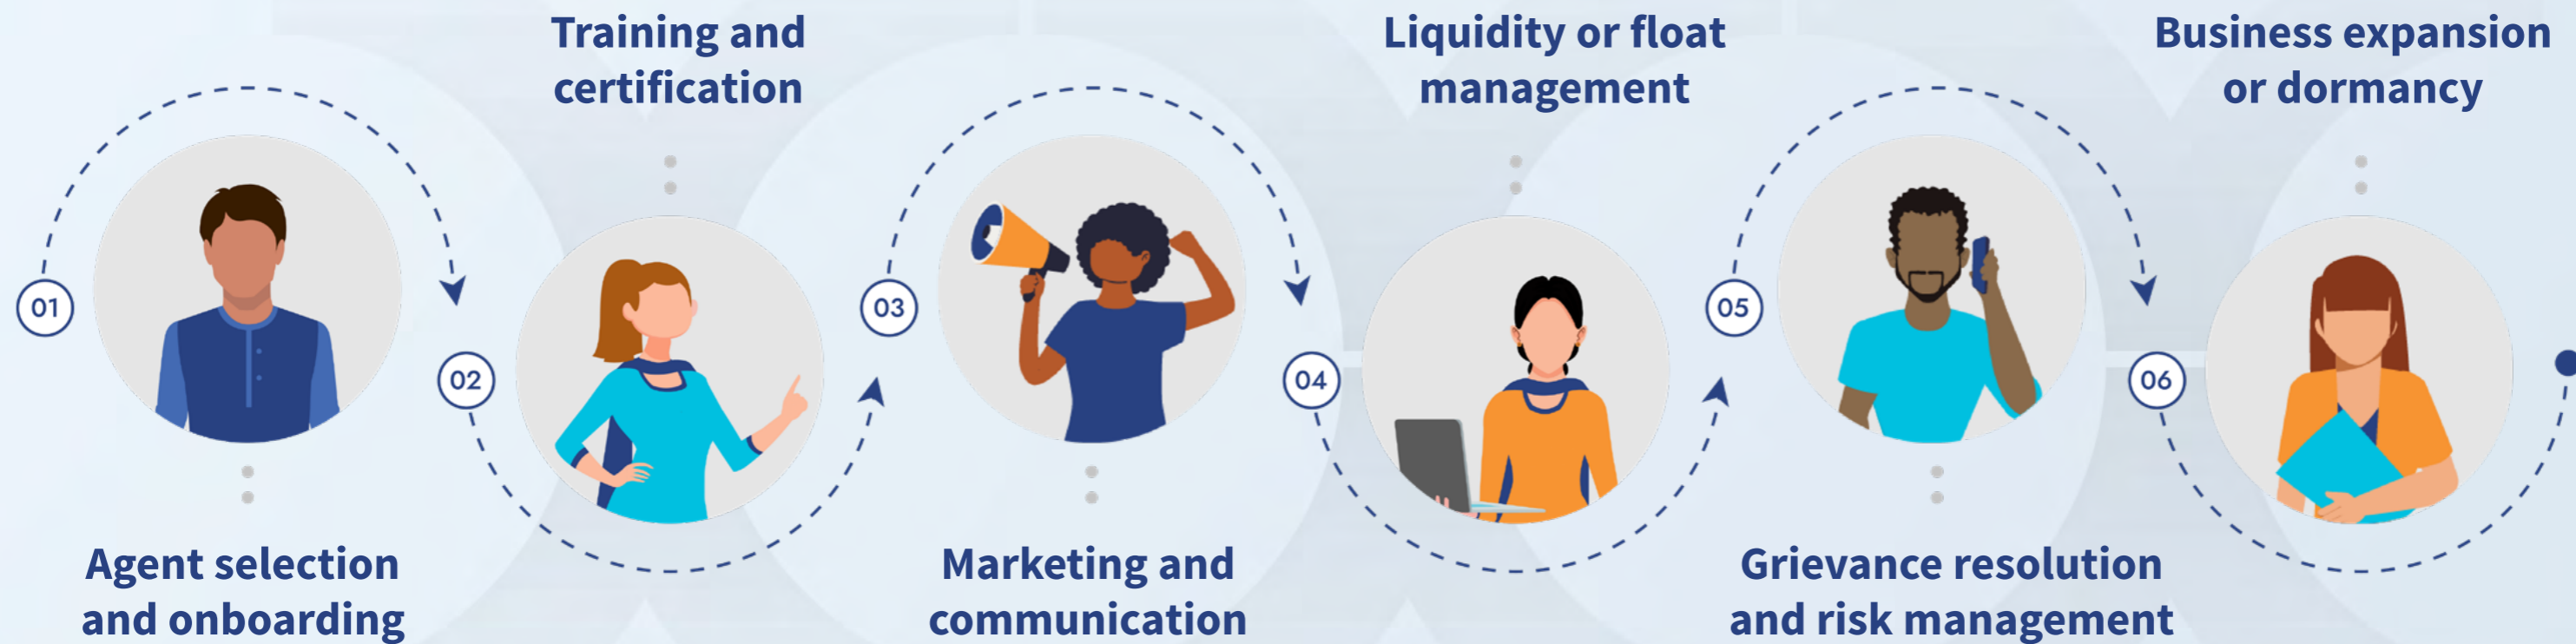 01
Agent selection
and onboarding
02
Training and
certification
03
Marketing and
communication
04
Liquidity or float
management
05
Grievance resolution
and risk management
06
Business expansion
or dormancy